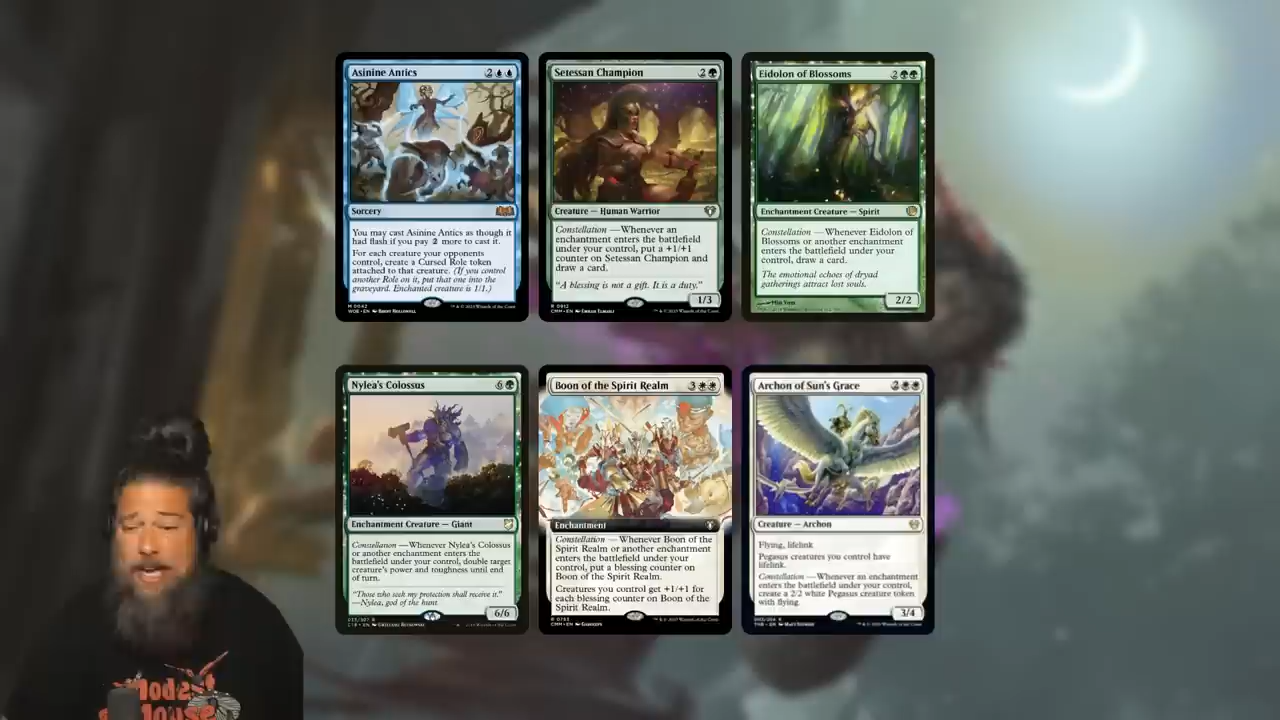 Asinine Antics 2
Sorcery
You may cast Asinine Antics as though it
had flash if you pay 2 more to cast it.
For each creature your opponents
control, create a Cursed Role token
attached to that creature. (If you control
another Role on it, put that one into the
graveyard. Enchanted creature is 1/1.)
Setessan Champion 2
Creature — Human Warrior
Constellation — Whenever an
enchantment enters the battlefield
under your control, put a +1/+1
counter on Setessan Champion and
draw a card.
“A blessing is not a gift. It is a duty.”
1/3
Eidolon of Blossoms 2
Enchantment Creature — Spirit
Constellation — Whenever Eidolon of
Blossoms or another enchantment
enters the battlefield under your
control, draw a card.
The emotional echoes of dryad
gatherings attract lost souls.
2/2
Nylea's Colossus 6
Enchantment Creature — Giant
Constellation — Whenever Nylea's Colossus
or another enchantment enters the
battlefield under your control, double target
creature's power and toughness until end
of turn.
“Those who seek my protection shall receive it.”
—Nylea, god of the hunt
6/6
Boon of the Spirit Realm 3
Enchantment
Constellation — Whenever Boon of the
Spirit Realm or another enchantment
enters the battlefield under your
control, put a blessing counter on
Boon of the Spirit Realm.
Creatures you control get +1/+1 for
each blessing counter on Boon of the
Spirit Realm.
Archon of Sun's Grace 2
Creature — Archon
Flying, lifelink
Pegasus creatures you control have
lifelink.
Constellation — Whenever an enchantment
enters the battlefield under your control,
create a 2/2 white Pegasus creature token
with flying.
3/4
Modest
Mouse